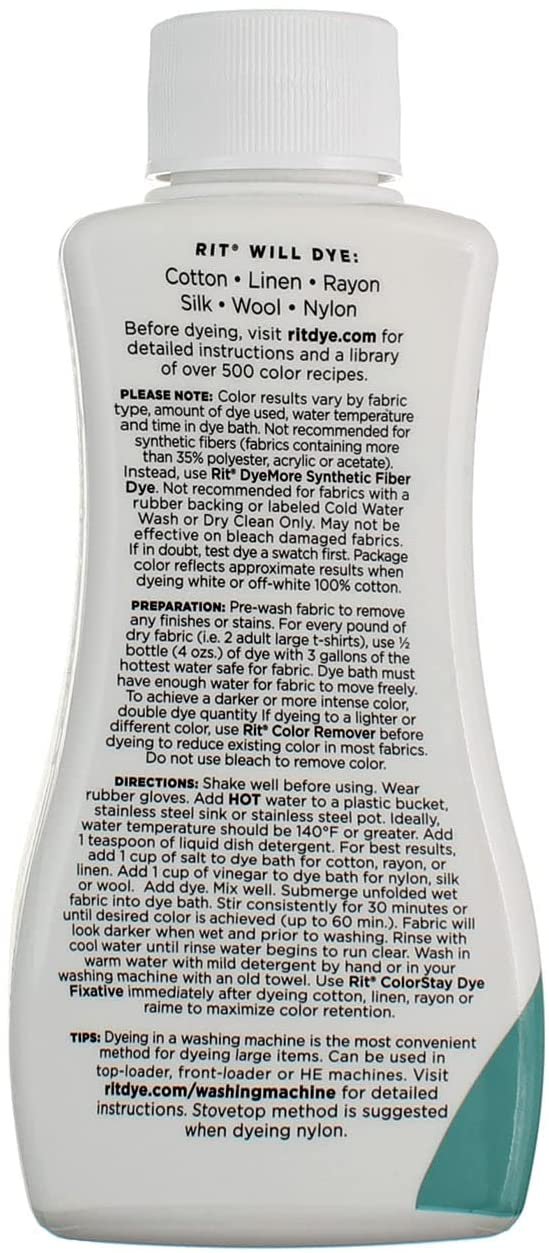 RIT® WILL DYE:
Cotton • Linen • Rayon
Silk • Wool • Nylon
Before dyeing, visit ritdye.com for
detailed instructions and a library
of over 500 color recipes.
PLEASE NOTE: Color results vary by fabric
type, amount of dye used, water temperature
and time in dye bath. Not recommended for
synthetic fibers (fabrics containing more
than 35% polyester, acrylic or acetate).
Instead, use Rit® DyeMore Synthetic Fiber
Dye. Not recommended for fabrics with a
rubber backing or labeled Cold Water
Wash or Dry Clean Only. May not be
effective on bleach damaged fabrics.
If in doubt, test dye a swatch first. Package
color reflects approximate results when
dyeing white or off-white 100% cotton.
PREPARATION: Pre-wash fabric to remove
any finishes or stains. For every pound of
dry fabric (i.e. 2 adult large t-shirts), use ½
bottle (4 ozs.) of dye with 3 gallons of the
hottest water safe for fabric. Dye bath must
have enough water for fabric to move freely.
To achieve a darker or more intense color,
double dye quantity If dyeing to a lighter or
different color, use Rit® Color Remover before
dyeing to reduce existing color in most fabrics.
Do not use bleach to remove color.
DIRECTIONS: Shake well before using. Wear
rubber gloves. Add HOT water to a plastic bucket,
stainless steel sink or stainless steel pot. Ideally,
water temperature should be 140°F or greater. Add
1 teaspoon of liquid dish detergent. For best results,
add 1 cup of salt to dye bath for cotton, rayon, or
linen. Add 1 cup of vinegar to dye bath for nylon, silk
or wool. Add dye. Mix well. Submerge unfolded wet
fabric into dye bath. Stir consistently for 30 minutes or
until desired color is achieved (up to 60 min.). Fabric will
look darker when wet and prior to washing. Rinse with
cool water until rinse water begins to run clear. Wash in
warm water with mild detergent by hand or in your
washing machine with an old towel. Use Rit® ColorStay Dye
Fixative immediately after dyeing cotton, linen, rayon or
raime to maximize color retention.
TIPS: Dyeing in a washing machine is the most convenient
method for dyeing large items. Can be used in
top-loader, front-loader or HE machines. Visit
ritdye.com/washingmachine for detailed
instructions. Stovetop method is suggested
when dyeing nylon.